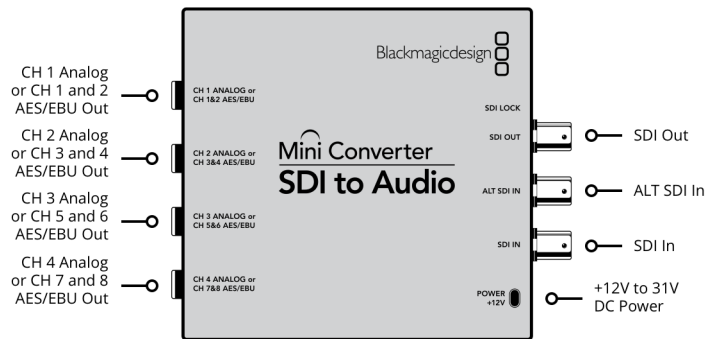 Blackmagicdesign
CH 1 Analog
or CH 1 and 2
AES/EBU Out
CH 2 Analog
or CH 3 and 4
AES/EBU Out
CH 3 Analog
or CH 5 and 6
AES/EBU Out
CH 4 Analog
or CH 7 and 8
AES/EBU Out
CH 1 ANALOG or
CH 1&2 AES/EBU
CH 2 ANALOG or
CH 3&4 AES/EBU
CH 3 ANALOG or
CH 5&6 AES/EBU
CH 4 ANALOG or
CH 7&8 AES/EBU
Mini Converter
SDI to Audio
SDI LOCK
SDI OUT
ALT SDI IN
SDI IN
POWER
+12V
SDI Out
ALT SDI In
SDI In
+12V to 31V
DC Power